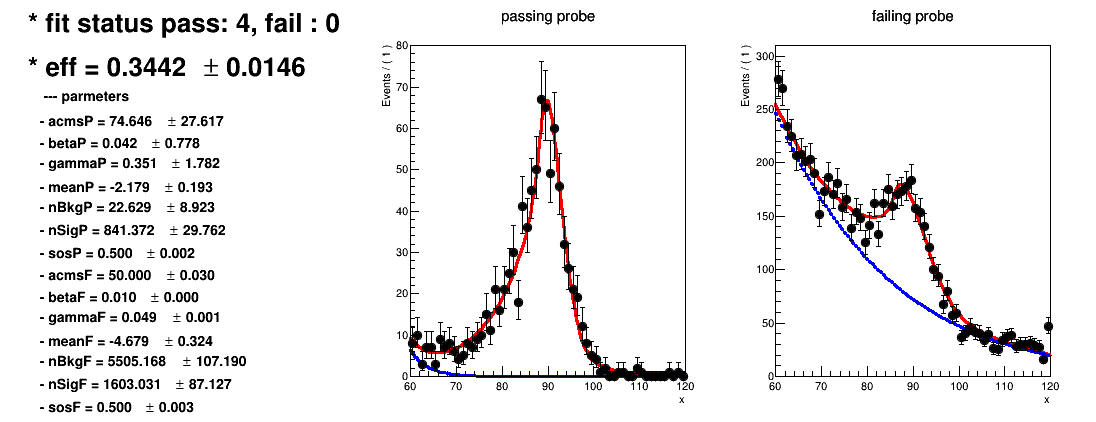 * fit status pass: 4, fail : 0
* eff = 0.3442 ± 0.0146
--- parmeters
- acmsP = 74.646 ± 27.617
- betaP = 0.042 ± 0.778
- gammaP = 0.351 ± 1.782
- meanP = -2.179 ± 0.193
- nBkgP = 22.629 ± 8.923
- nSigP = 841.372 ± 29.762
- sosP = 0.500 ± 0.002
- acmsF = 50.000 ± 0.030
- betaF = 0.010 ± 0.000
- gammaF = 0.049 ± 0.001
- meanF = -4.679 ± 0.324
- nBkgF = 5505.168 ± 107.190
- nSigF = 1603.031 ± 87.127
- sosF = 0.500 ± 0.003
passing probe
Events / ( 1 )
80
70
60
50
40
30
20
10
0
60 70 80 90 100 110 120
x
failing probe
Events / ( 1 )
300
250
200
150
100
50
0
60 70 80 90 100 110 120
x